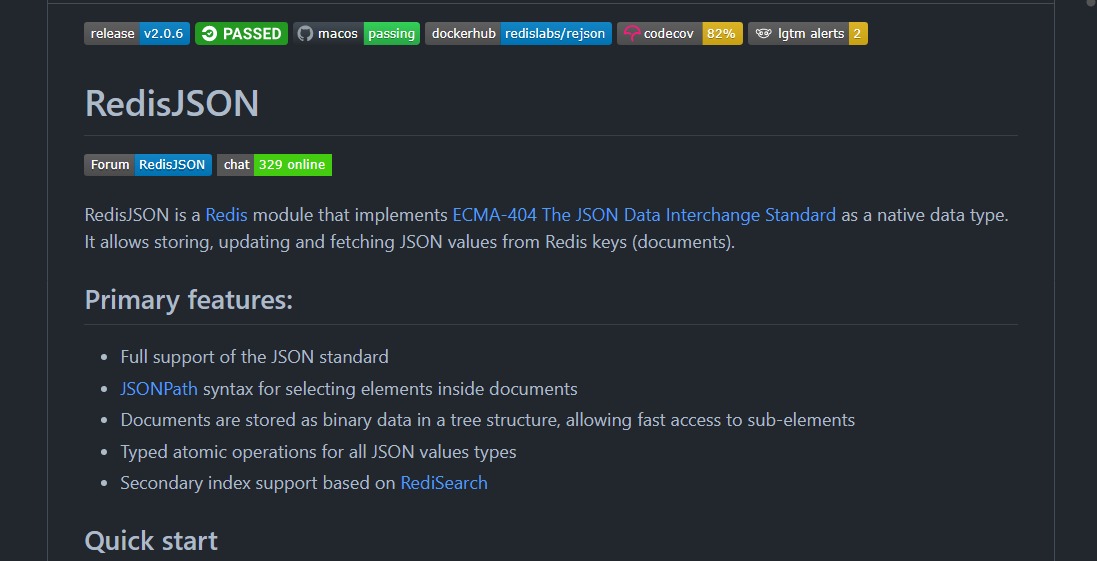 release v2.0.6 PASSED macos passing dockerhub redislabs/rejson codecov 82% lgtm alerts 2
RedisJSON
Forum RedisJSON chat 329 online
RedisJSON is a Redis module that implements ECMA-404 The JSON Data Interchange Standard as a native data type.
It allows storing, updating and fetching JSON values from Redis keys (documents).
Primary features:
• Full support of the JSON standard
• JSONPath syntax for selecting elements inside documents
• Documents are stored as binary data in a tree structure, allowing fast access to sub-elements
• Typed atomic operations for all JSON values types
• Secondary index support based on RediSearch
Quick start